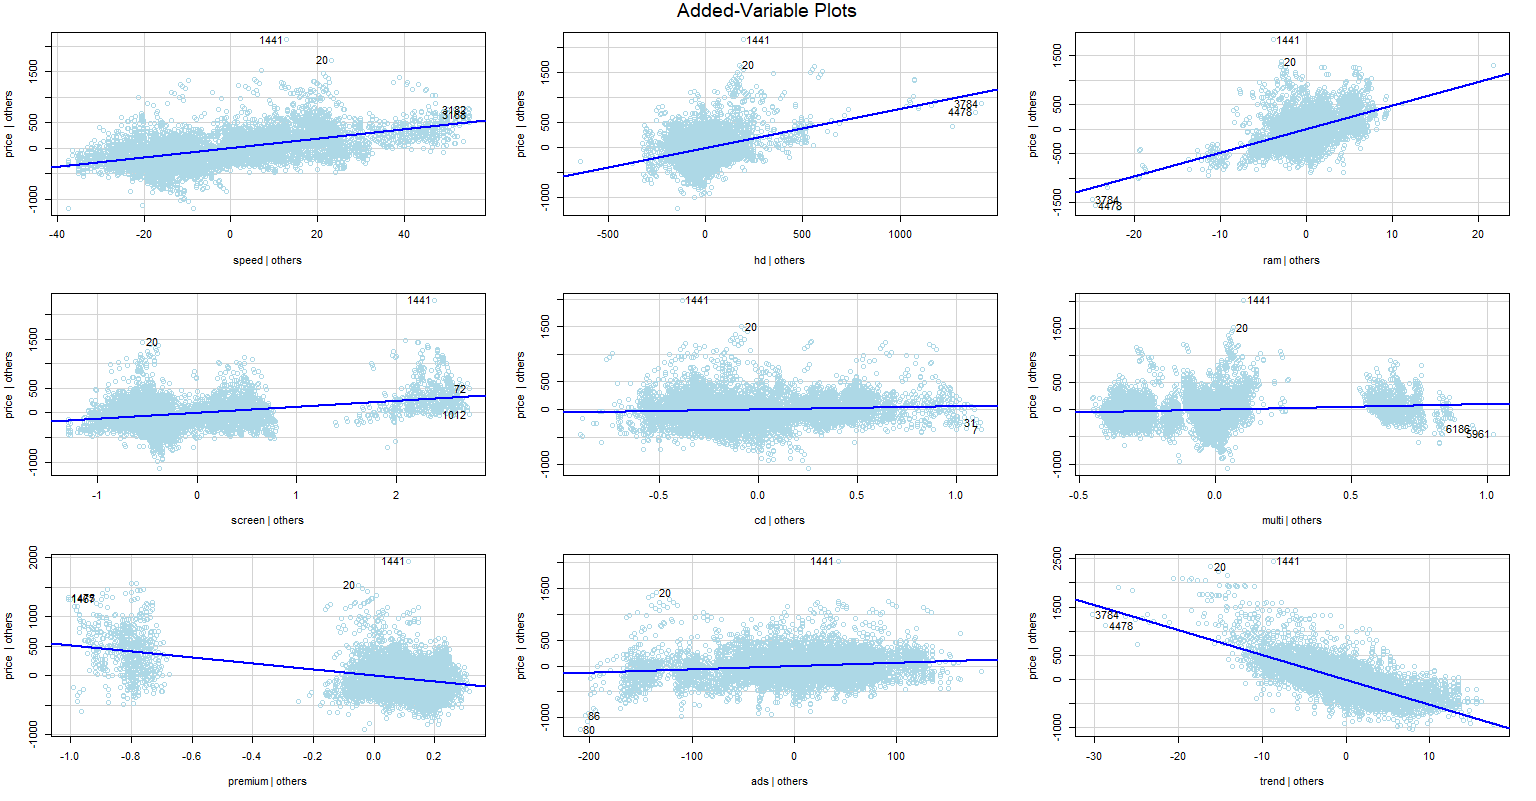 Added-Variable Plots
price | others
-1000 0 500 1500
1441
20
3182
3168
-40 -20 0 20 40
speed | others
price | others
-1000 0 500 1500
1441
20
3784
4478
-500 0 500 1000
hd | others
price | others
-1500 -500 0 500 1500
1441
20
3784
4478
-20 -10 0 10 20
ram | others
price | others
-1000 0 500 1500
1441
20
72
1012
-1 0 1 2
screen | others
price | others
-1000 0 500 1500
1441
20
31
7
-0.5 0.0 0.5 1.0
cd | others
price | others
-1000 0 500 1500
1441
20
6186
5961
-0.5 0.0 0.5 1.0
multi | others
price | others
-1000 0 500 1000 2000
1441
20
-1.0 -0.8 -0.6 -0.4 -0.2 0.0 0.2
premium | others
price | others
-1000 0 500 1500
1441
20
86
80
-200 -100 0 100
ads | others
price | others
-1000 0 500 1500 2500
1441
20
3784
4478
-30 -20 -10 0 10
trend | others